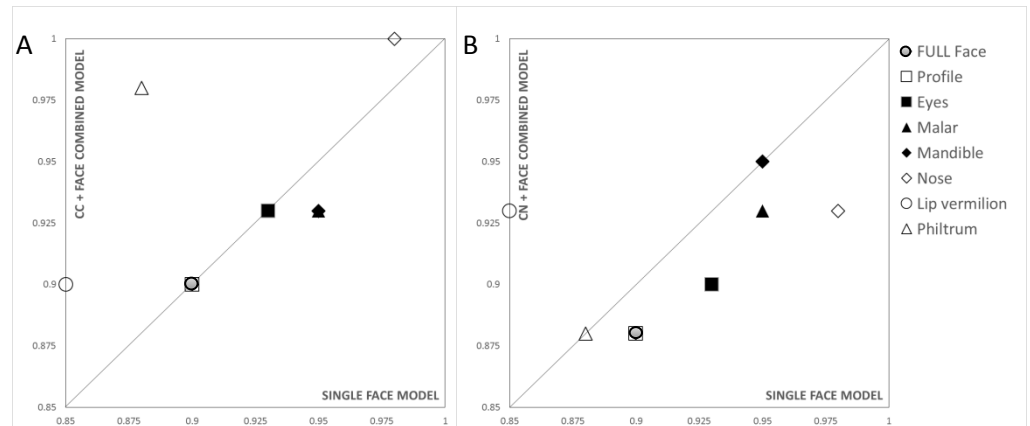 A
CC + FACE COMBINED MODEL
1
0.975
0.95
0.925
0.9
0.875
0.85
SINGLE FACE MODEL
0.85
0.875
0.9
0.925
0.95
0.975
1
B
CN + FACE COMBINED MODEL
1
0.975
0.95
0.925
0.9
0.875
0.85
SINGLE FACE MODEL
0.85
0.875
0.9
0.925
0.95
0.975
1
FULL Face
Profile
Eyes
Malar
Mandible
Nose
Lip vermilion
Philtrum